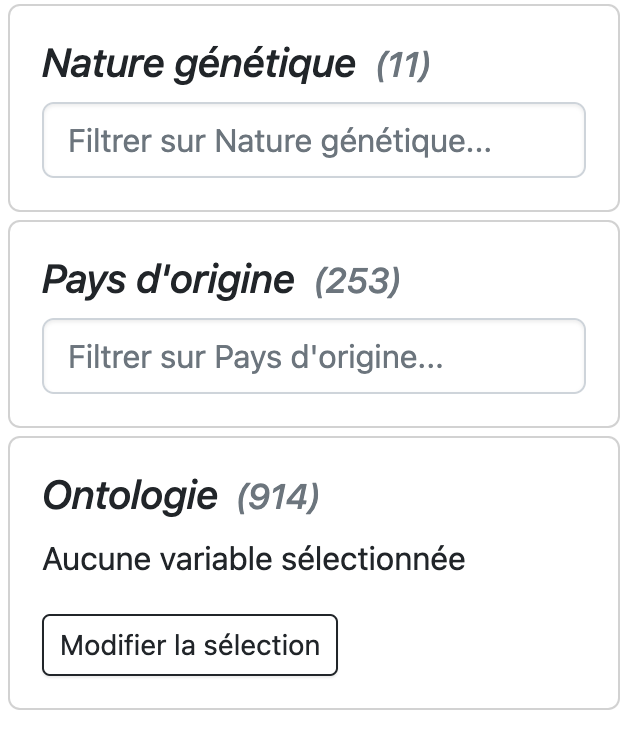 Nature génétique (11)
Filtrer sur Nature génétique...
Pays d'origine (253)
Filtrer sur Pays d'origine...
Ontologie (914)
Aucune variable sélectionnée
Modifier la sélection